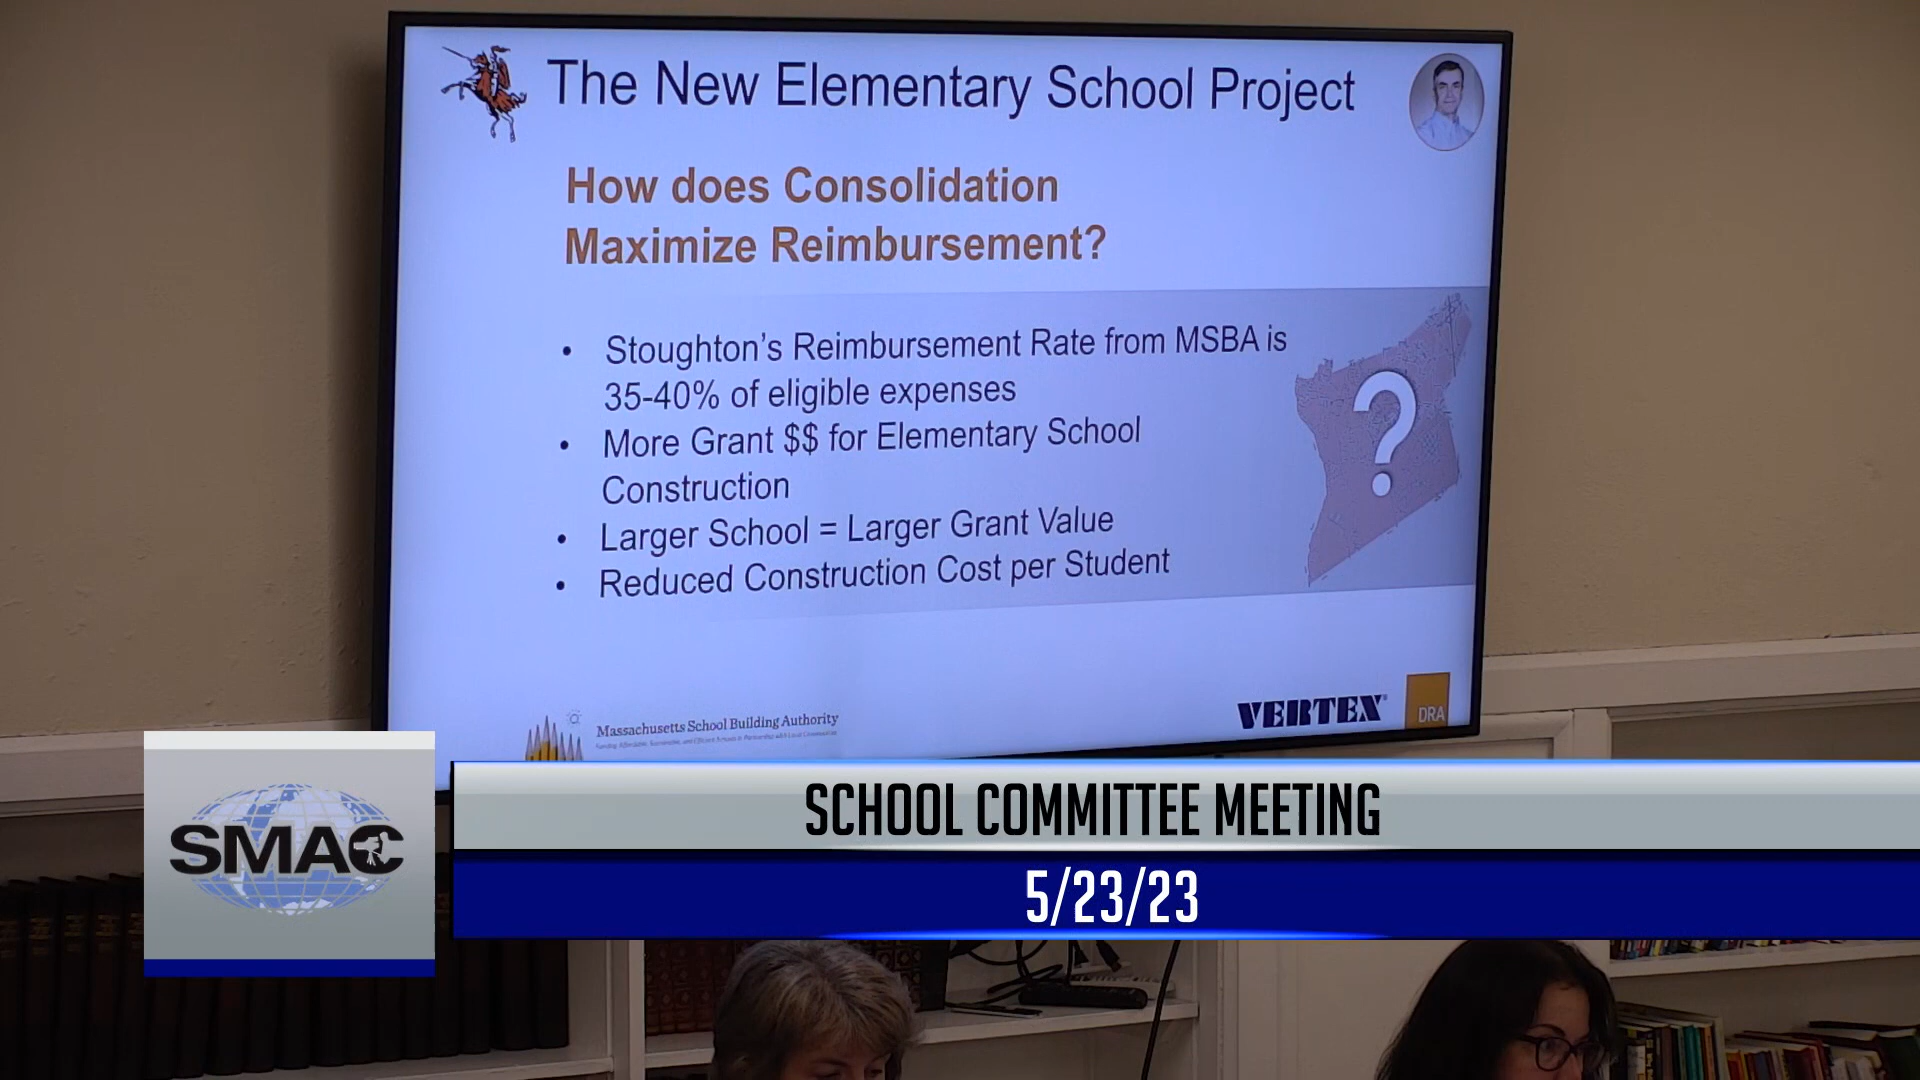 The New Elementary School Project
How does Consolidation
Maximize Reimbursement?
• Stoughton's Reimbursement Rate from MSBA is
35-40% of eligible expenses
• More Grant $$ for Elementary School
Construction
• Larger School = Larger Grant Value
• Reduced Construction Cost per Student
?
Massachusetts School Building Authority
VERTEX
DRA
SMAC
SCHOOL COMMITTEE MEETING
5/23/23